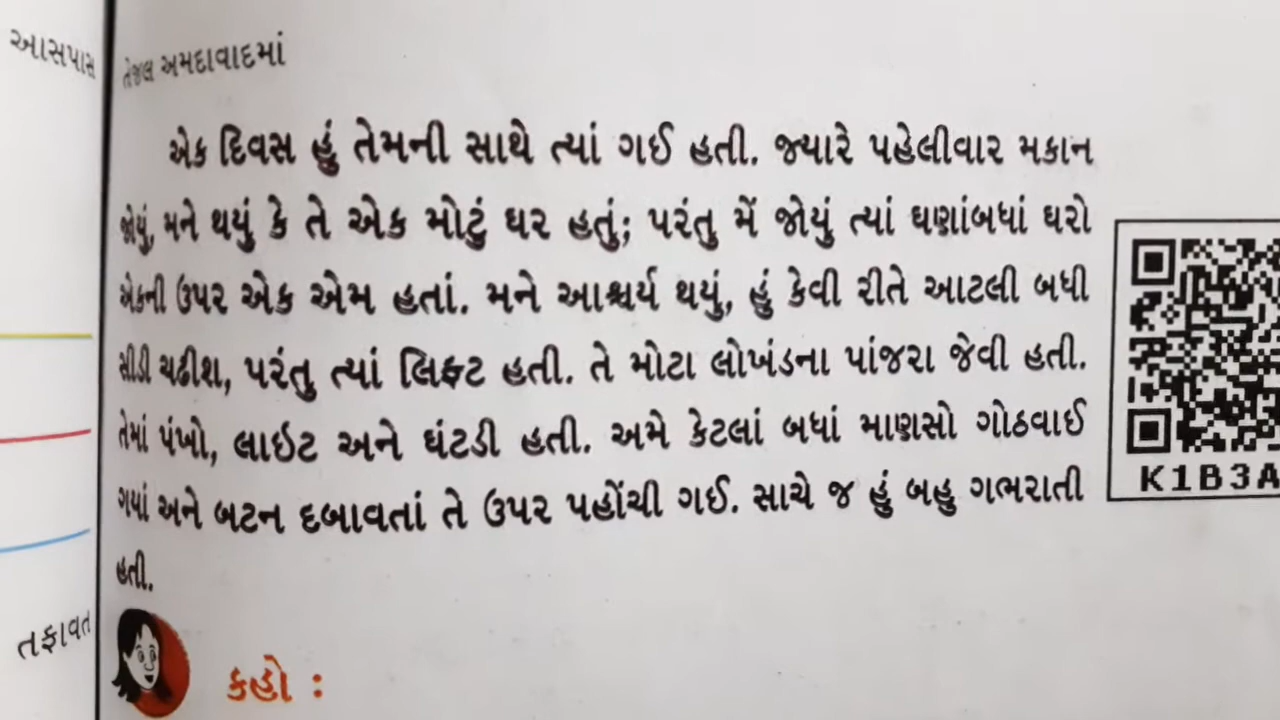 આસપાસ
તેજલ અમદાવાદમાં
એક દિવસ હું તેમની સાથે ત્યાં ગઈ હતી. જ્યારે પહેલીવાર મકાન
જોયું, મને થયું કે તે એક મોટું ઘર હતું; પરંતુ મેં જોયું ત્યાં ઘણાંબધાં ઘરો
એકની ઉપર એક એમ હતાં. મને આશ્ચર્ય થયું, હું કેવી રીતે આટલી બધી
સીડી ચઢીશ, પરંતુ ત્યાં લિફ્ટ હતી. તે મોટા લોખંડના પાંજરા જેવી હતી.
તેમાં પંખો, લાઇટ અને ઘંટડી હતી. અમે કેટલાં બધાં માણસો ગોઠવાઈ
ગયાં અને બટન દબાવતાં તે ઉપર પહોંચી ગઈ. સાચે જ હું બહુ ગભરાતી
હતી.
K1B3A
તફાવત
કહો :